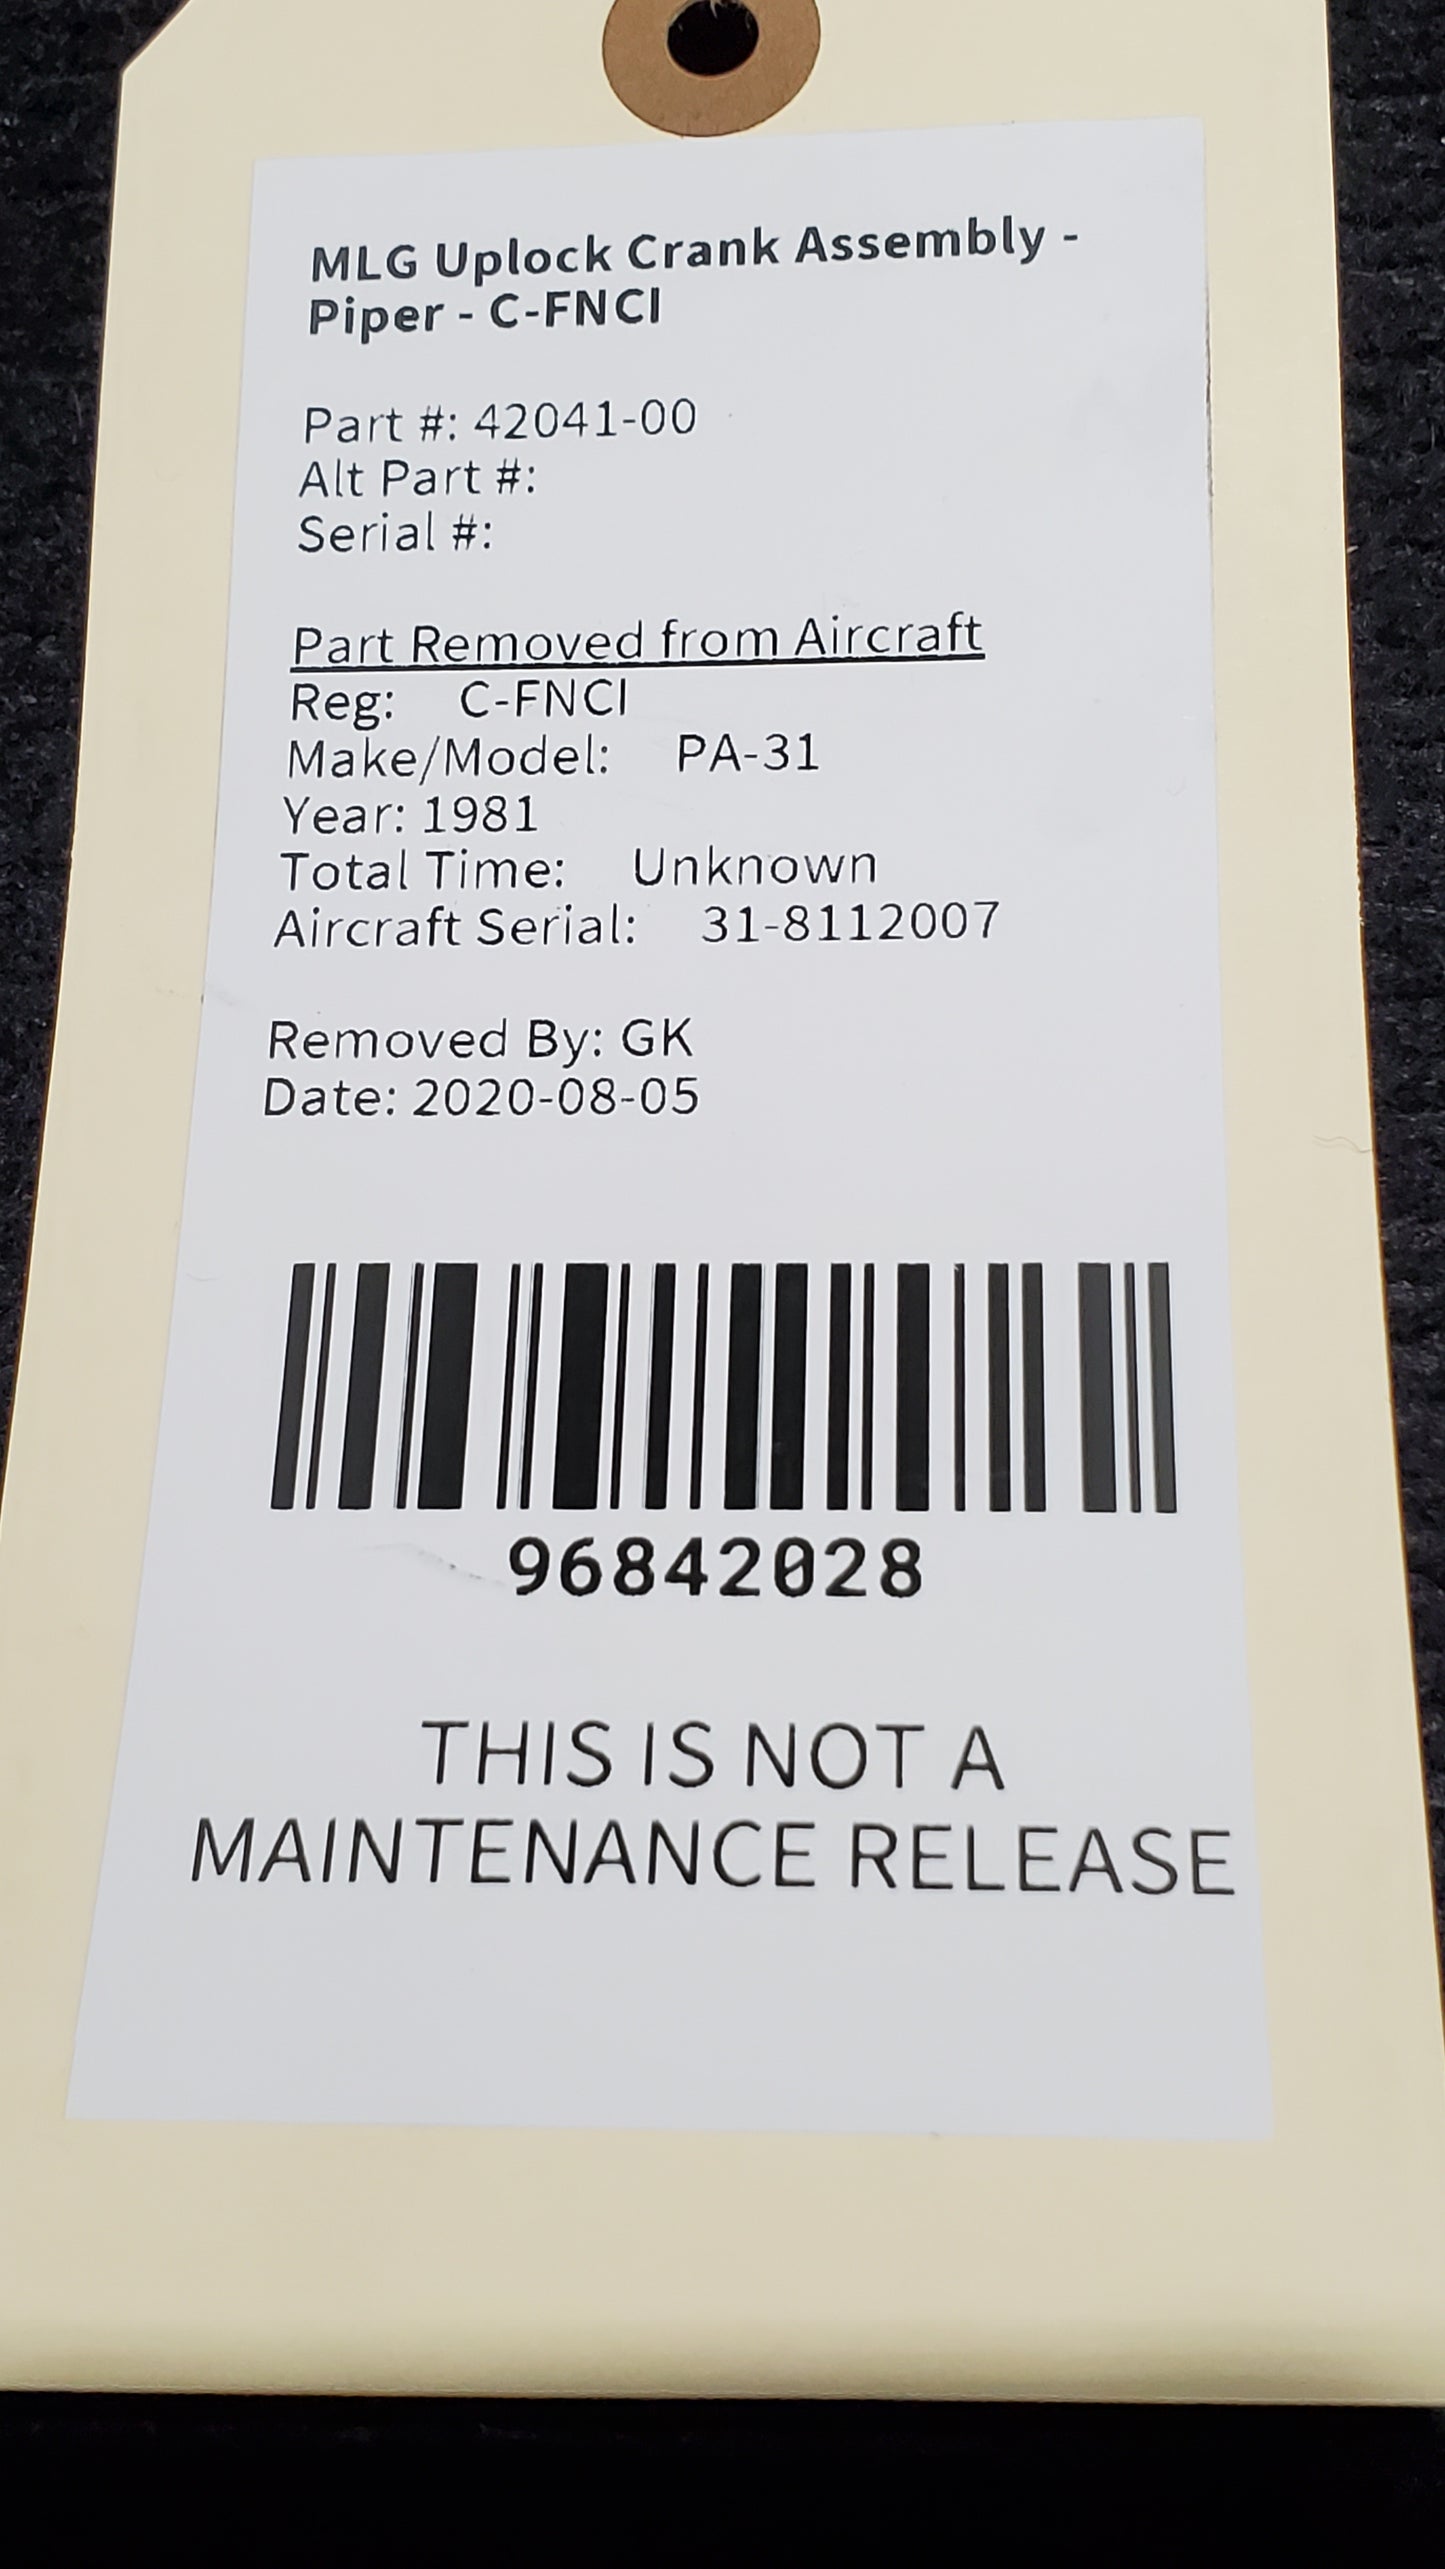 MLG Uplock Crank Assembly -
Piper - C-FNCI
Part #: 42041-00
Alt Part #:
Serial #:
Part Removed from Aircraft
Reg: C-FNCI
Make/Model: PA-31
Year: 1981
Total Time: Unknown
Aircraft Serial: 31-8112007
Removed By: GK
Date: 2020-08-05
96842028
THIS IS NOT A
MAINTENANCE RELEASE